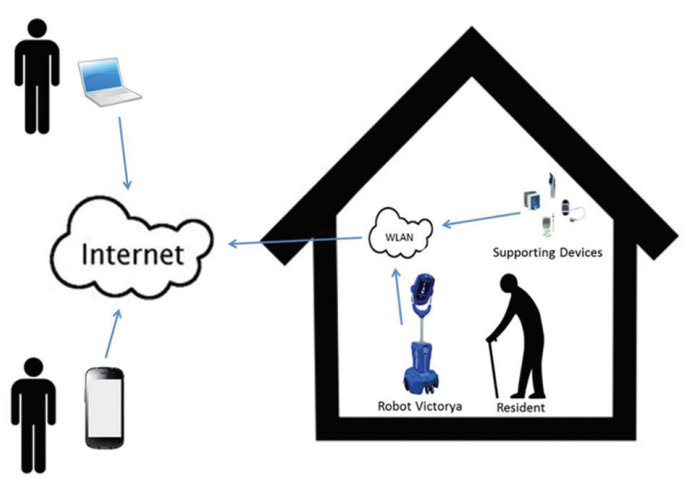 Internet
WLAN
Supporting Devices
Robot Victorya
Resident